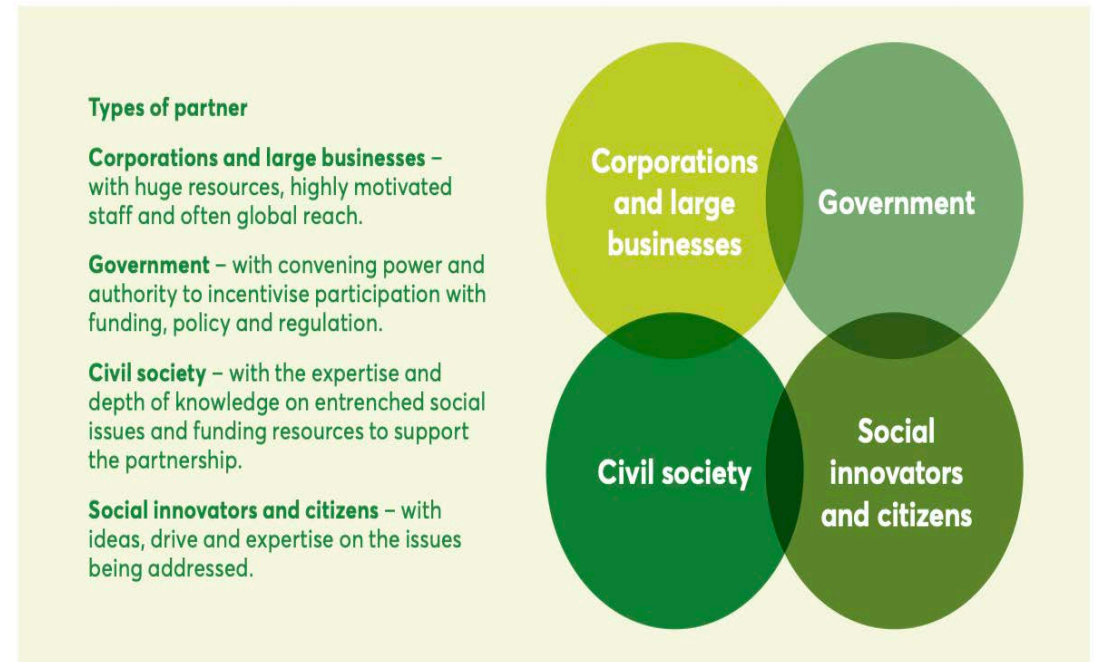 Types of partner
Corporations and large businesses –
with huge resources, highly motivated
staff and often global reach.
Government – with convening power and
authority to incentivise participation with
funding, policy and regulation.
Civil society – with the expertise and
depth of knowledge on entrenched social
issues and funding resources to support
the partnership.
Social innovators and citizens – with
ideas, drive and expertise on the issues
being addressed.
Corporations
and large
businesses
Government
Civil society
Social
innovators
and citizens